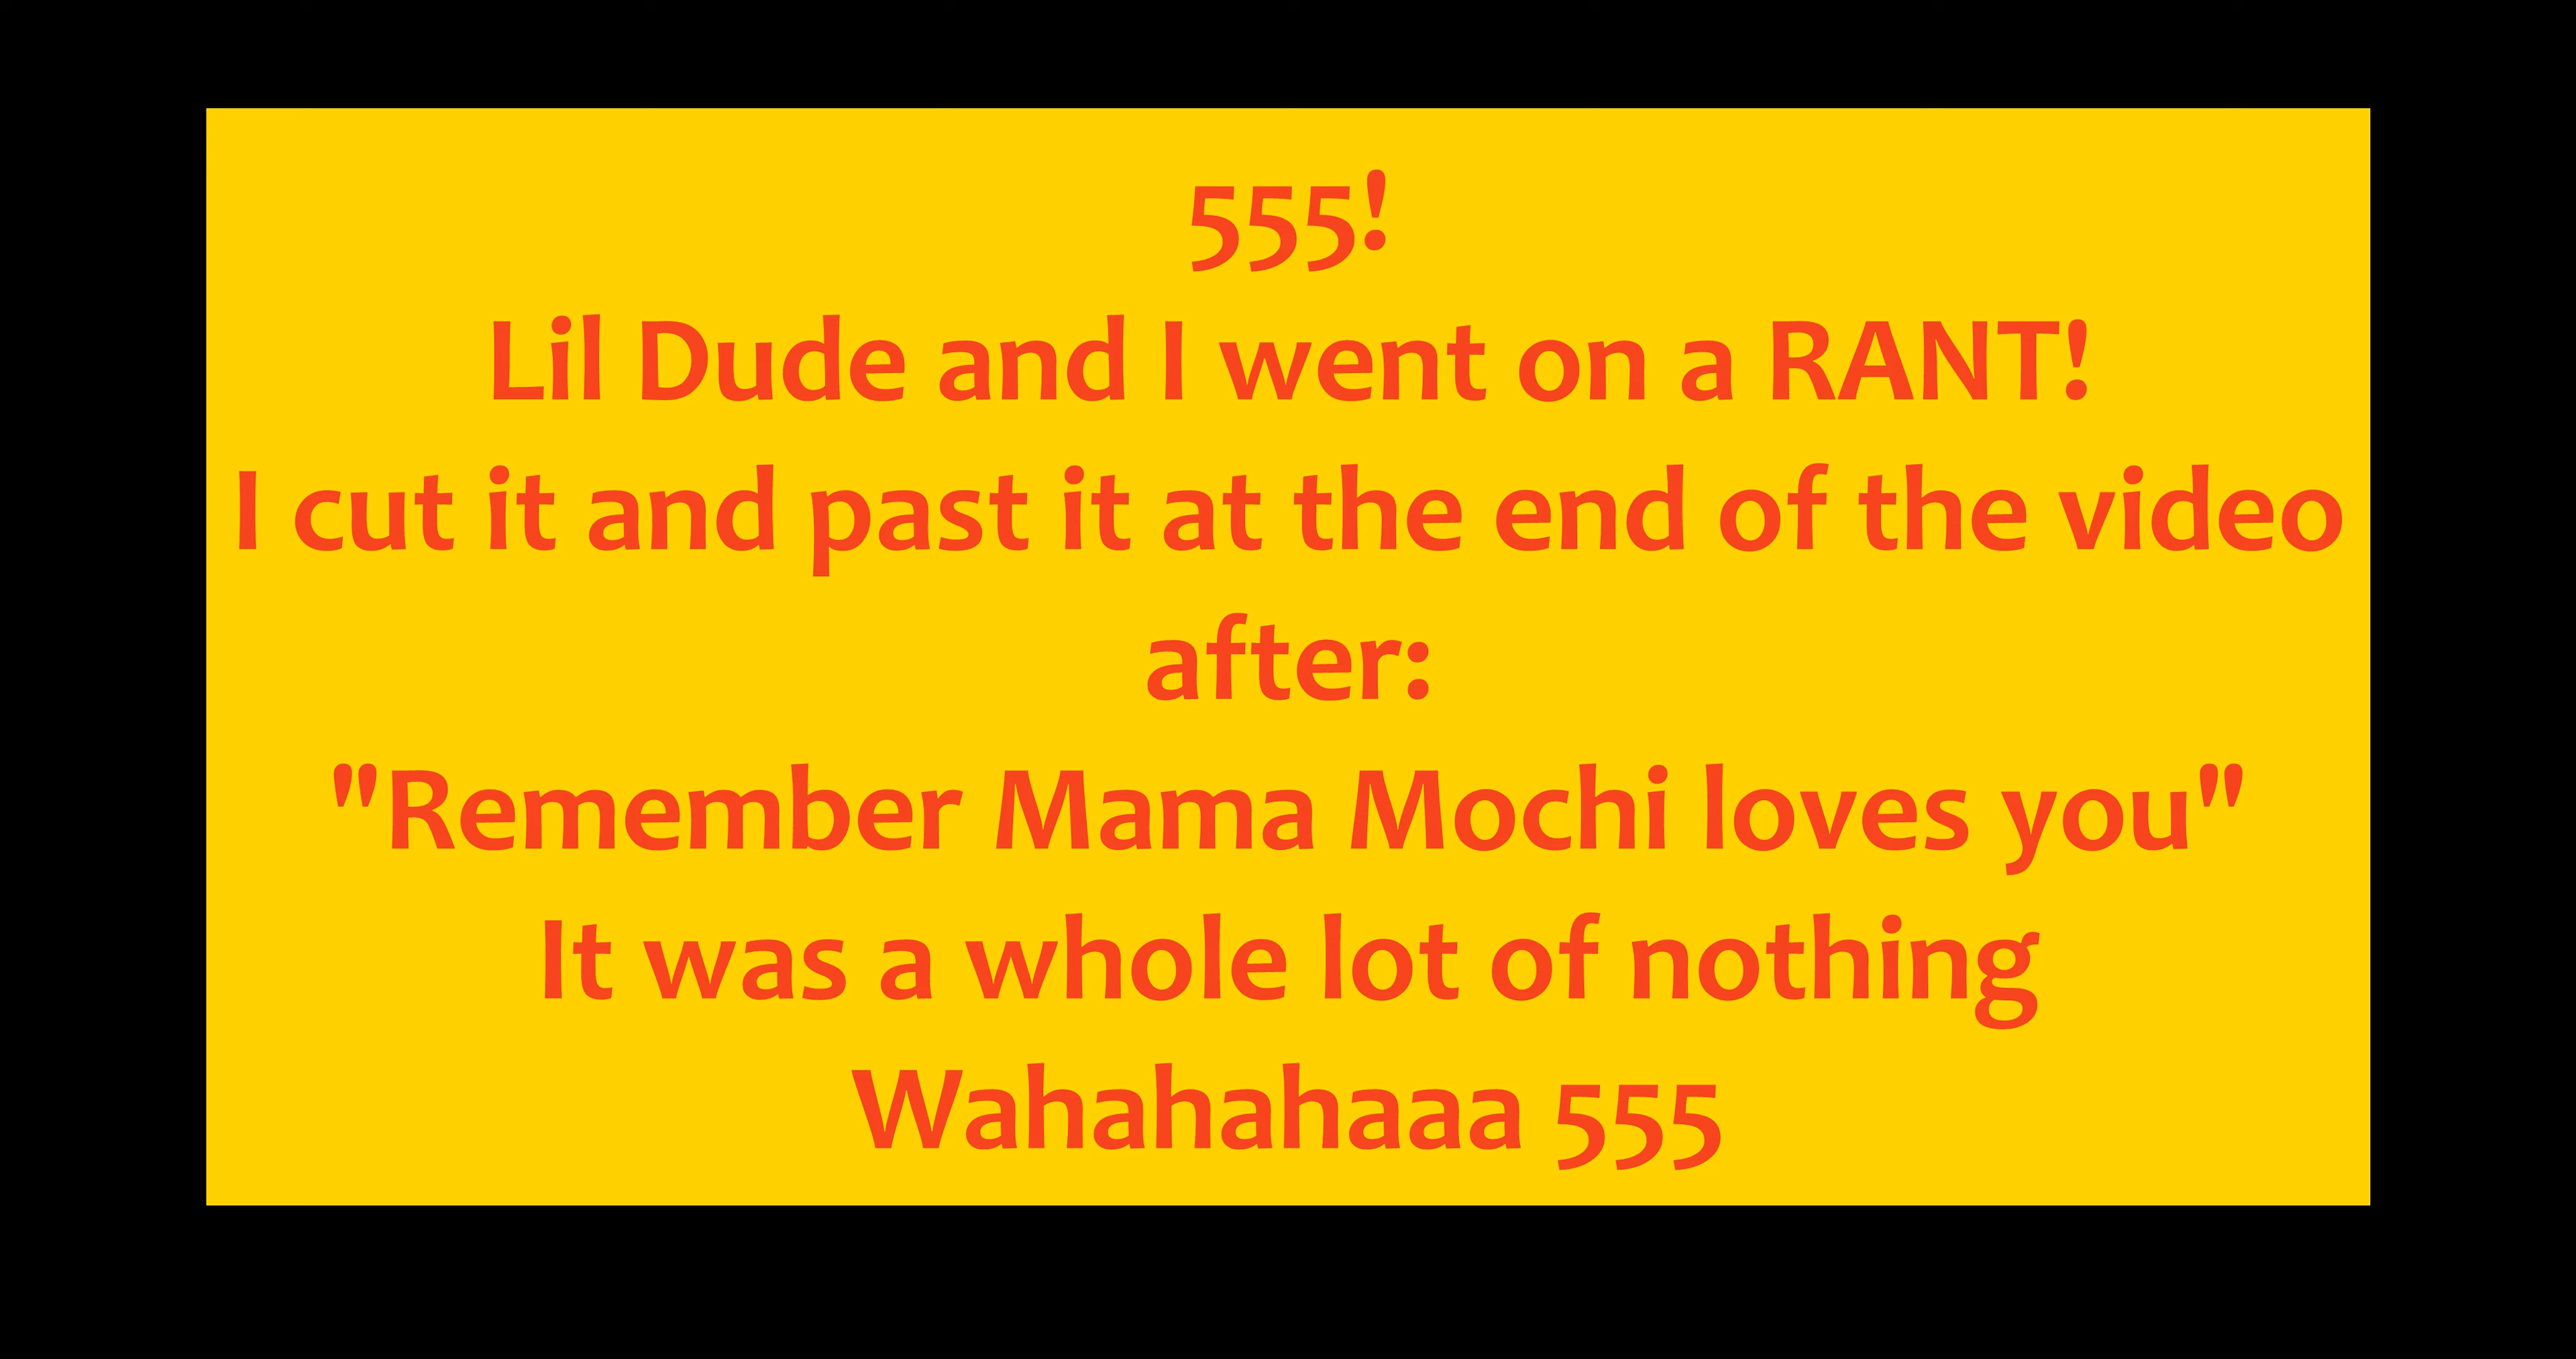 555!
Lil Dude and I went on a RANT!
I cut it and past it at the end of the video
after:
"Remember Mama Mochi loves you"
It was a whole lot of nothing
Wahahahaaa 555